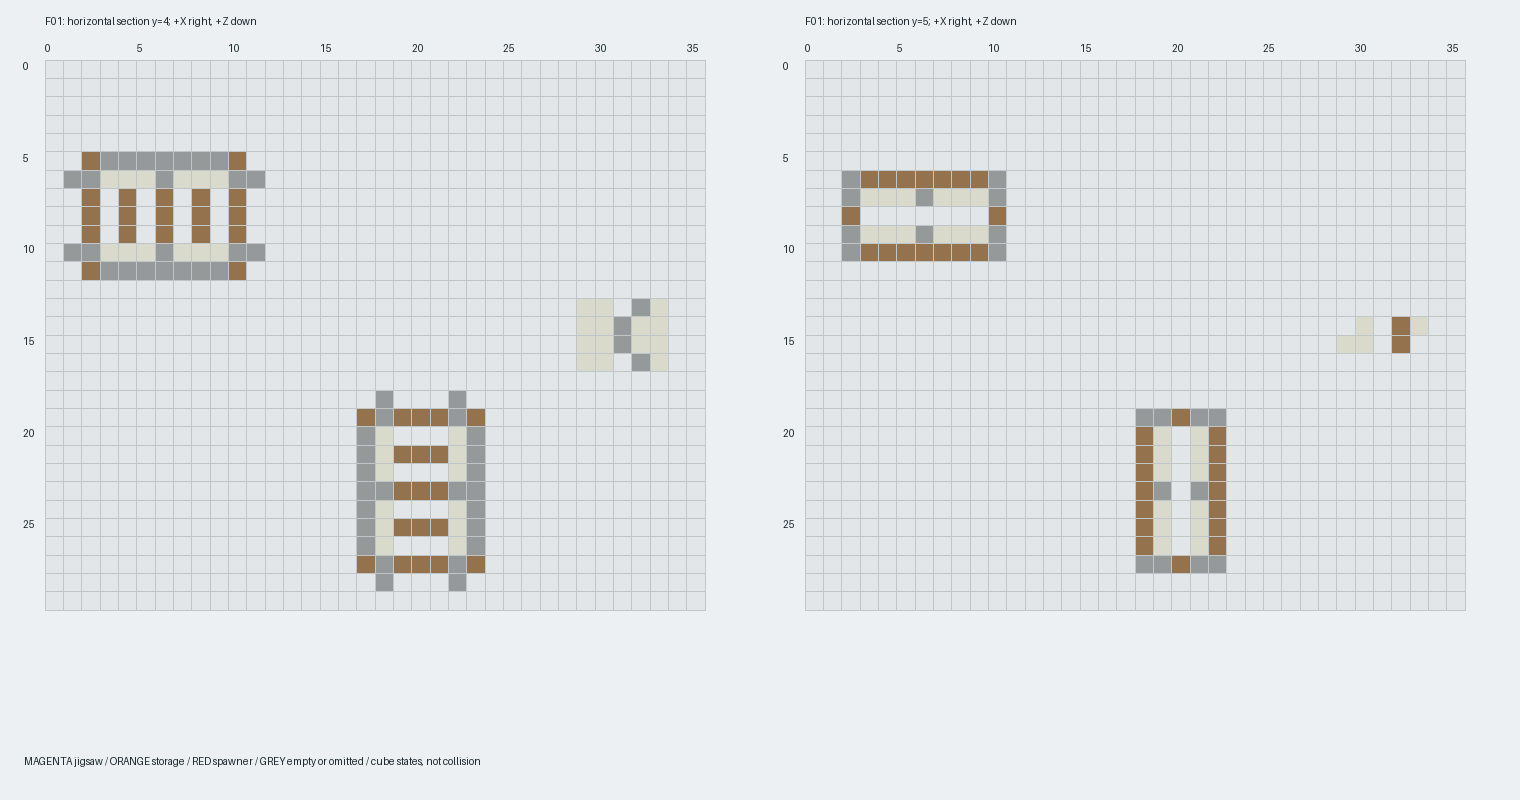 F01: horizontal section y=4; +X right, +Z down
F01: horizontal section y=5; +X right, +Z down
0 5 10 15 20 25 30 35
0 5 10 15 20 25 30 35
0 0
5 5
10 10
15 15
20 20
25 25
MAGENTA jigsaw / ORANGE storage / RED spawner / GREY empty or omitted / cube states, not collision